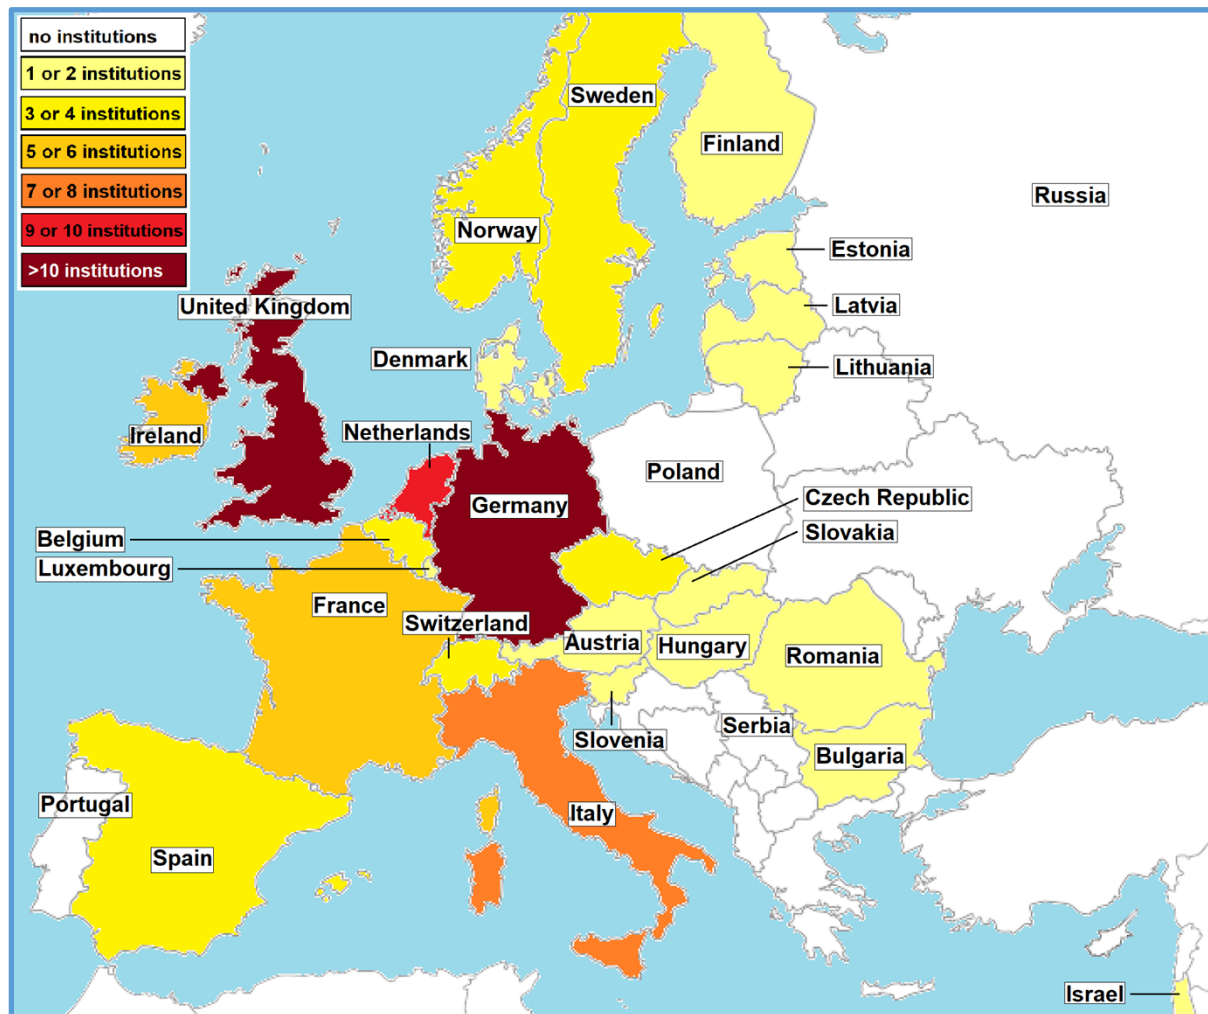 no institutions
1 or 2 institutions
3 or 4 institutions
5 or 6 institutions
7 or 8 institutions
9 or 10 institutions
>10 institutions
Sweden
Finland
Russia
Norway
Estonia
United Kingdom
Latvia
Denmark
Lithuania
Ireland
Netherlands
Poland
Germany
Czech Republic
Belgium
Slovakia
Luxembourg
France
Switzerland
Austria
Hungary
Romania
Serbia
Slovenia
Bulgaria
Portugal
Italy
Spain
Israel